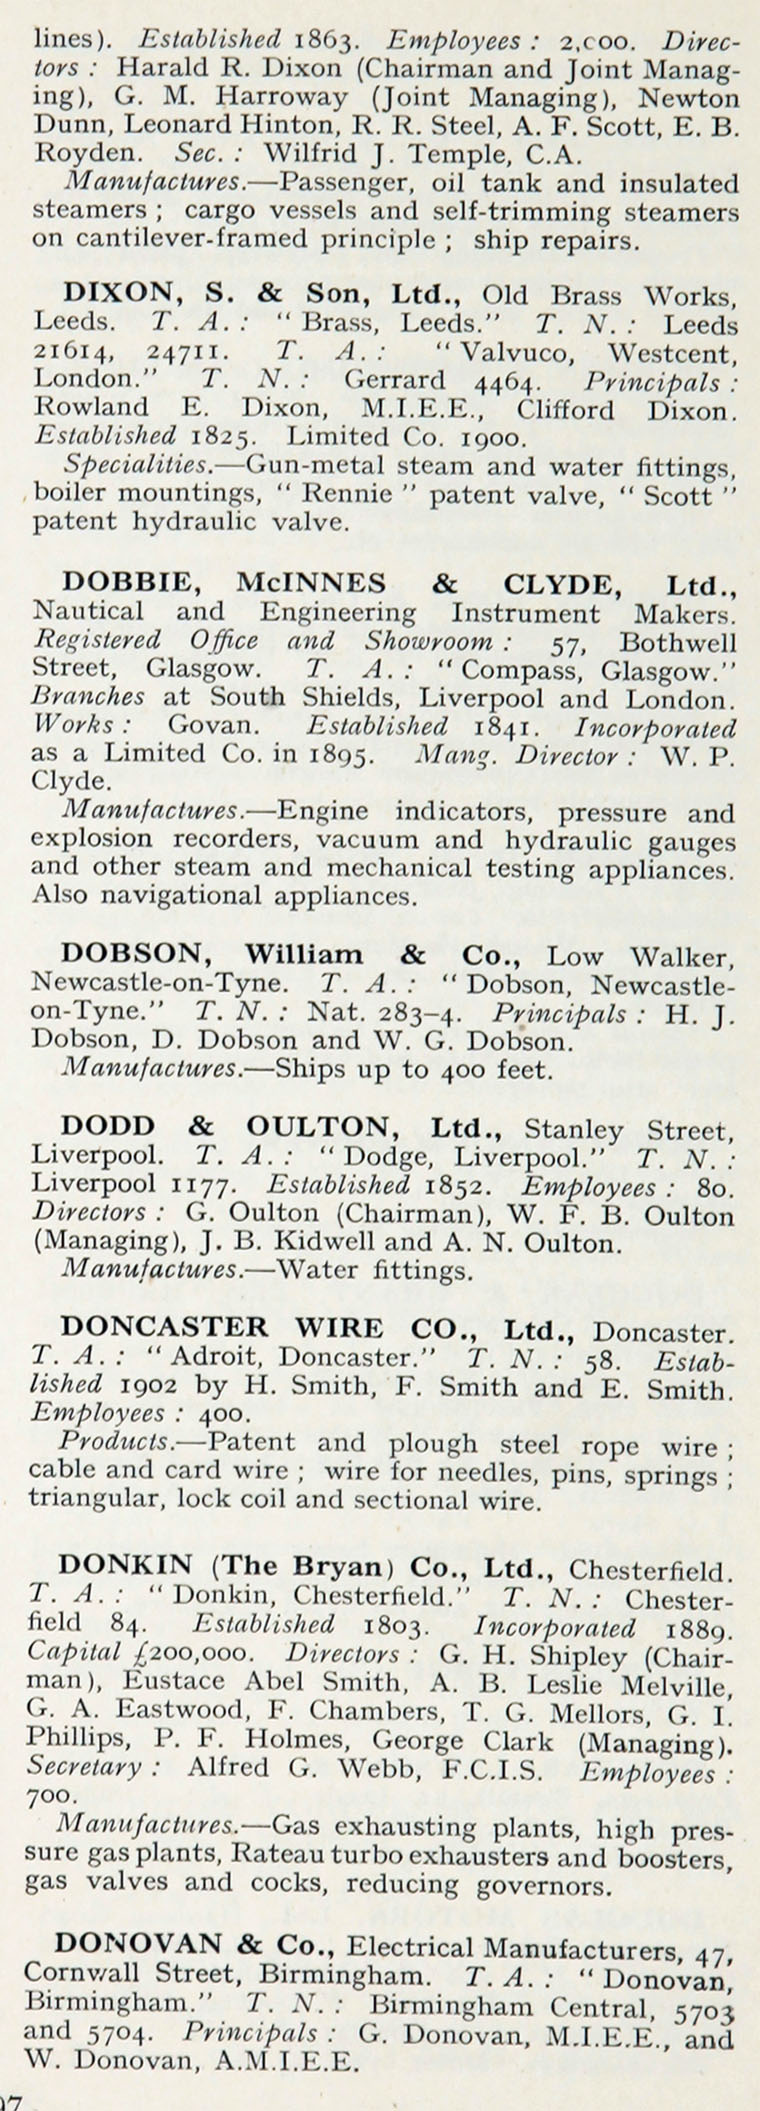 lines). Established 1863. Employees : 2,000. Direc-
tors : Harald R. Dixon (Chairman and Joint Manag-
ing), G. M. Harroway (Joint Managing), Newton
Dunn, Leonard Hinton, R. R. Steel, A. F. Scott, E. B.
Royden. Sec. : Wilfrid J. Temple, C.A.
Manufactures.—Passenger, oil tank and insulated
steamers ; cargo vessels and self-trimming steamers
on cantilever-framed principle ; ship repairs.
DIXON, S. & Son, Ltd., Old Brass Works,
Leeds. T. A. : “ Brass, Leeds.” T. N. : Leeds
21614, 24711. T. A. : “ Valvuco, Westcent,
London.” T. N. : Gerrard 4464. Principals :
Rowland E. Dixon, M.I.E.E., Clifford Dixon.
Established 1825. Limited Co. 1900.
Specialities.—Gun-metal steam and water fittings,
boiler mountings, “ Rennie ” patent valve, “ Scott ”
patent hydraulic valve.
DOBBIE, McINNES & CLYDE, Ltd.,
Nautical and Engineering Instrument Makers.
Registered Office and Showroom : 57, Bothwell
Street, Glasgow. T. A. : “ Compass, Glasgow.”
Branches at South Shields, Liverpool and London.
Works : Govan. Established 1841. Incorporated
as a Limited Co. in 1895. Mang. Director : W. P.
Clyde.
Manufactures.—Engine indicators, pressure and
explosion recorders, vacuum and hydraulic gauges
and other steam and mechanical testing appliances.
Also navigational appliances.
DOBSON, William & Co., Low Walker,
Newcastle-on-Tyne. T. A. : “ Dobson, Newcastle-
on-Tyne.” T. N. : Nat. 283–4. Principals : H. J.
Dobson, D. Dobson and W. G. Dobson.
Manufactures.—Ships up to 400 feet.
DODD & OULTON, Ltd., Stanley Street,
Liverpool. T. A. : “ Dodge, Liverpool.” T. N. :
Liverpool 1177. Established 1852. Employees : 80.
Directors : G. Oulton (Chairman), W. F. B. Oulton
(Managing), J. B. Kidwell and A. N. Oulton.
Manufactures.—Water fittings.
DONCASTER WIRE CO., Ltd., Doncaster.
T. A. : “ Adroit, Doncaster.” T. N. : 58. Estab-
lished 1902 by H. Smith, F. Smith and E. Smith.
Employees : 400.
Products.—Patent and plough steel rope wire ;
cable and card wire ; wire for needles, pins, springs ;
triangular, lock coil and sectional wire.
DONKIN (The Bryan) Co., Ltd., Chesterfield.
T. A. : “ Donkin, Chesterfield.” T. N. : Chester-
field 84. Established 1803. Incorporated 1889.
Capital £200,000. Directors : G. H. Shipley (Chair-
man), Eustace Abel Smith, A. B. Leslie Melville,
G. A. Eastwood, F. Chambers, T. G. Mellors, G. I.
Phillips, P. F. Holmes, George Clark (Managing).
Secretary : Alfred G. Webb, F.C.I.S. Employees :
700.
Manufactures.—Gas exhausting plants, high pres-
sure gas plants, Rateau turbo exhausters and boosters,
gas valves and cocks, reducing governors.
DONOVAN & Co., Electrical Manufacturers, 47,
Cornwall Street, Birmingham. T. A. : “ Donovan,
Birmingham.” T. N. : Birmingham Central, 5703
and 5704. Principals : G. Donovan, M.I.E.E., and
W. Donovan, A.M.I.E.E.
97